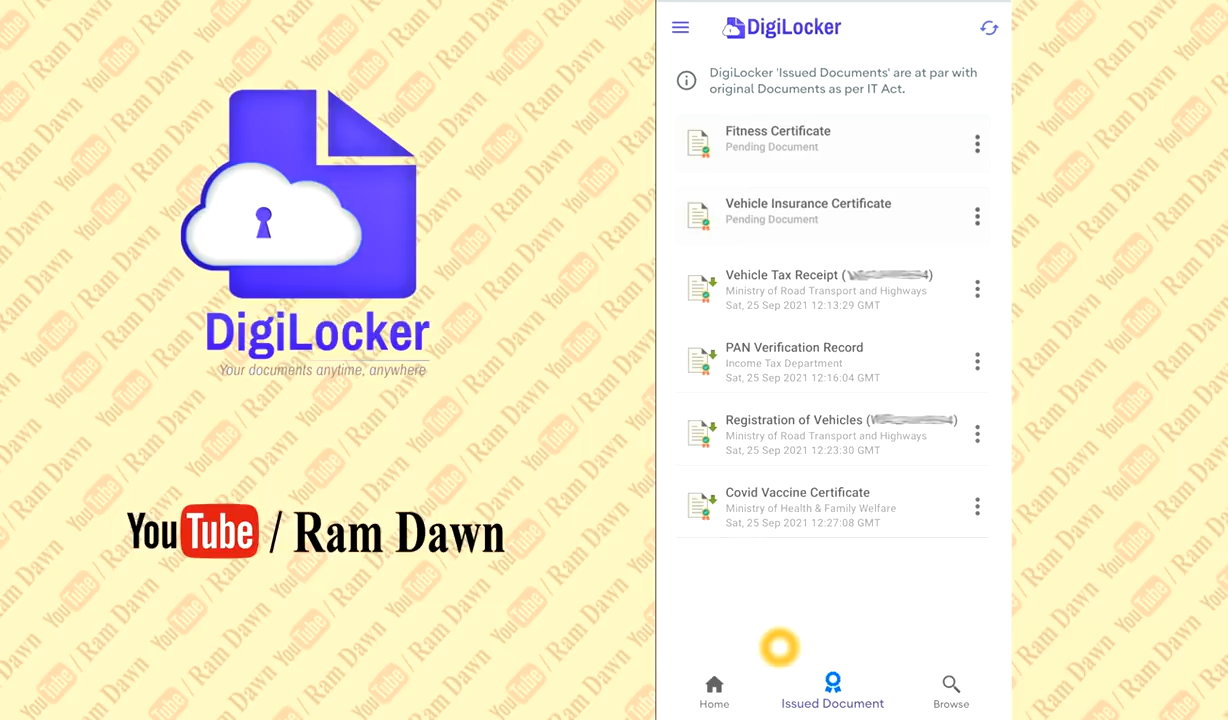 DigiLocker
Your documents anytime, anywhere
YouTube / Ram Dawn
DigiLocker
DigiLocker 'Issued Documents' are at par with
original Documents as per IT Act.
Fitness Certificate
Pending Document
Vehicle Insurance Certificate
Pending Document
Vehicle Tax Receipt (
4)
Ministry of Road Transport and Highways
Sat, 25 Sep 2021 12:13:29 GMT
PAN Verification Record
Income Tax Department
Sat, 25 Sep 2021 12:16:04 GMT
Registration of Vehicles (
4)
Ministry of Road Transport and Highways
Sat, 25 Sep 2021 12:23:30 GMT
Covid Vaccine Certificate
Ministry of Health & Family Welfare
Sat, 25 Sep 2021 12:27:08 GMT
Home
Issued Document
Browse